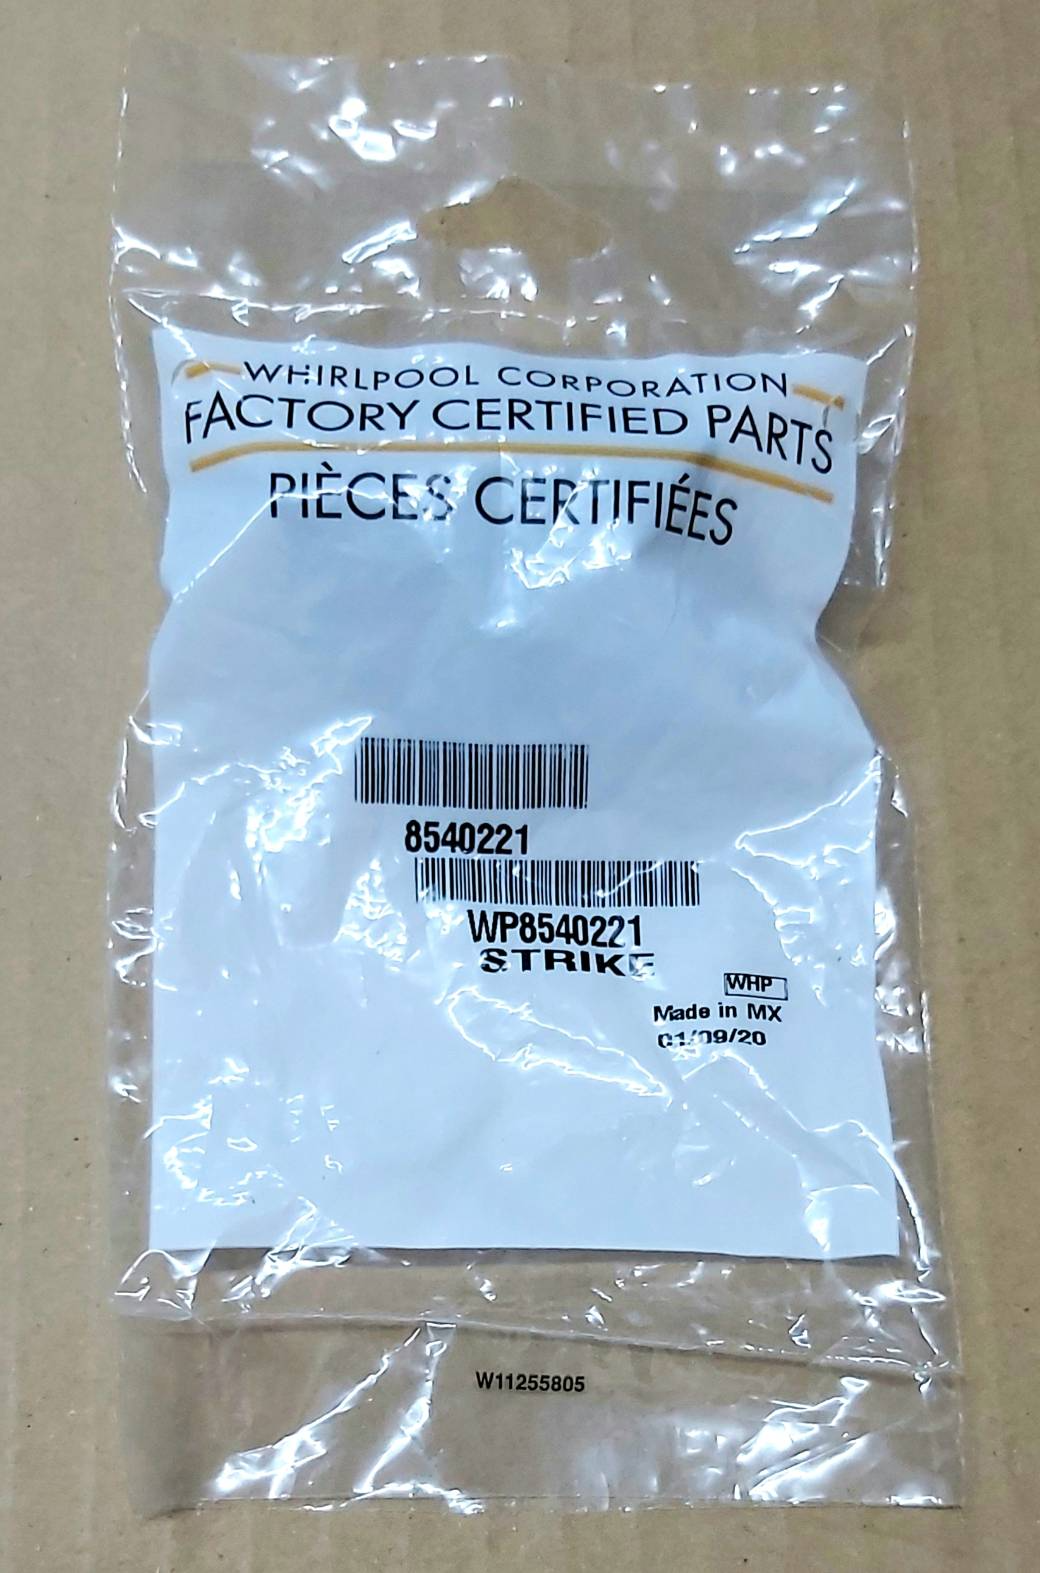 WHIRLPOOL CORPORATION
FACTORY CERTIFIED PARTS
PIÈCES CERTIFIÉES
8540221
WP8540221
STRIKE
WHP
Made in MX
01/09/20
W11255805